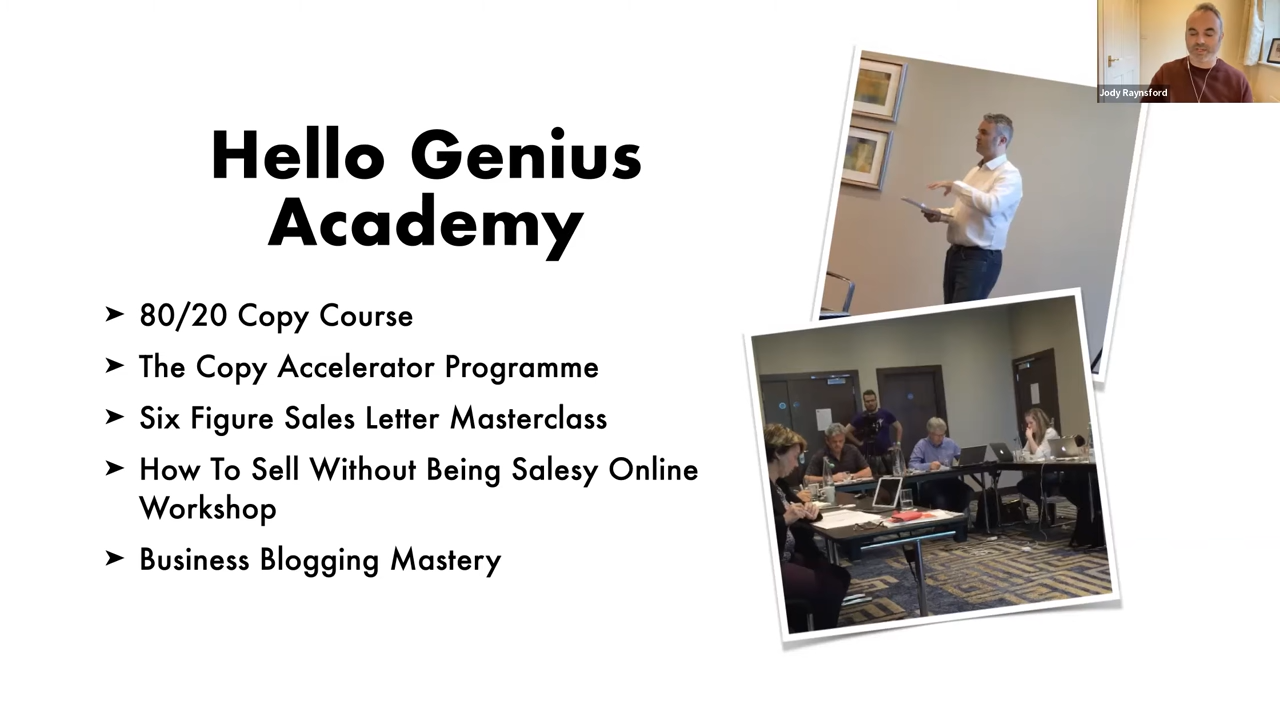 Jody Raynsford
Hello Genius
Academy
➤ 80/20 Copy Course
➤ The Copy Accelerator Programme
➤ Six Figure Sales Letter Masterclass
➤ How To Sell Without Being Salesy Online
Workshop
➤ Business Blogging Mastery